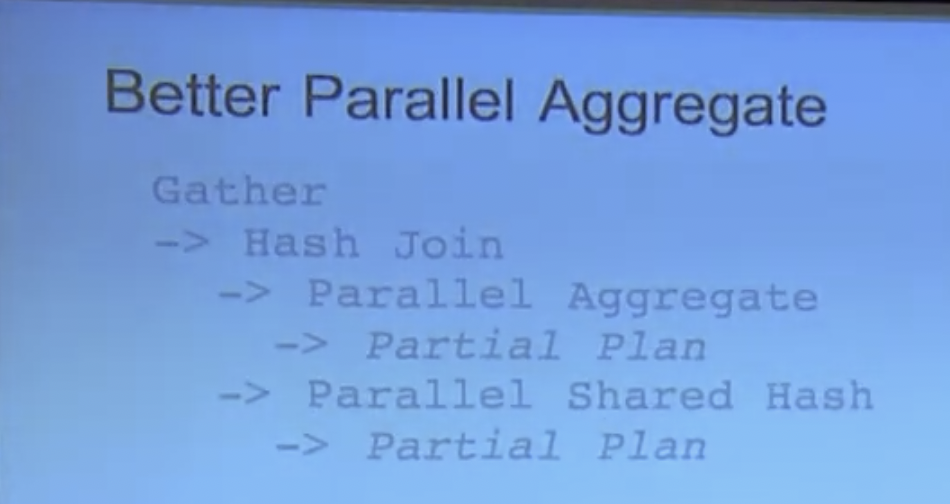 Better Parallel Aggregate
Gather
-> Hash Join
-> Parallel Aggregate
-> Partial Plan
-> Parallel Shared Hash
-> Partial Plan